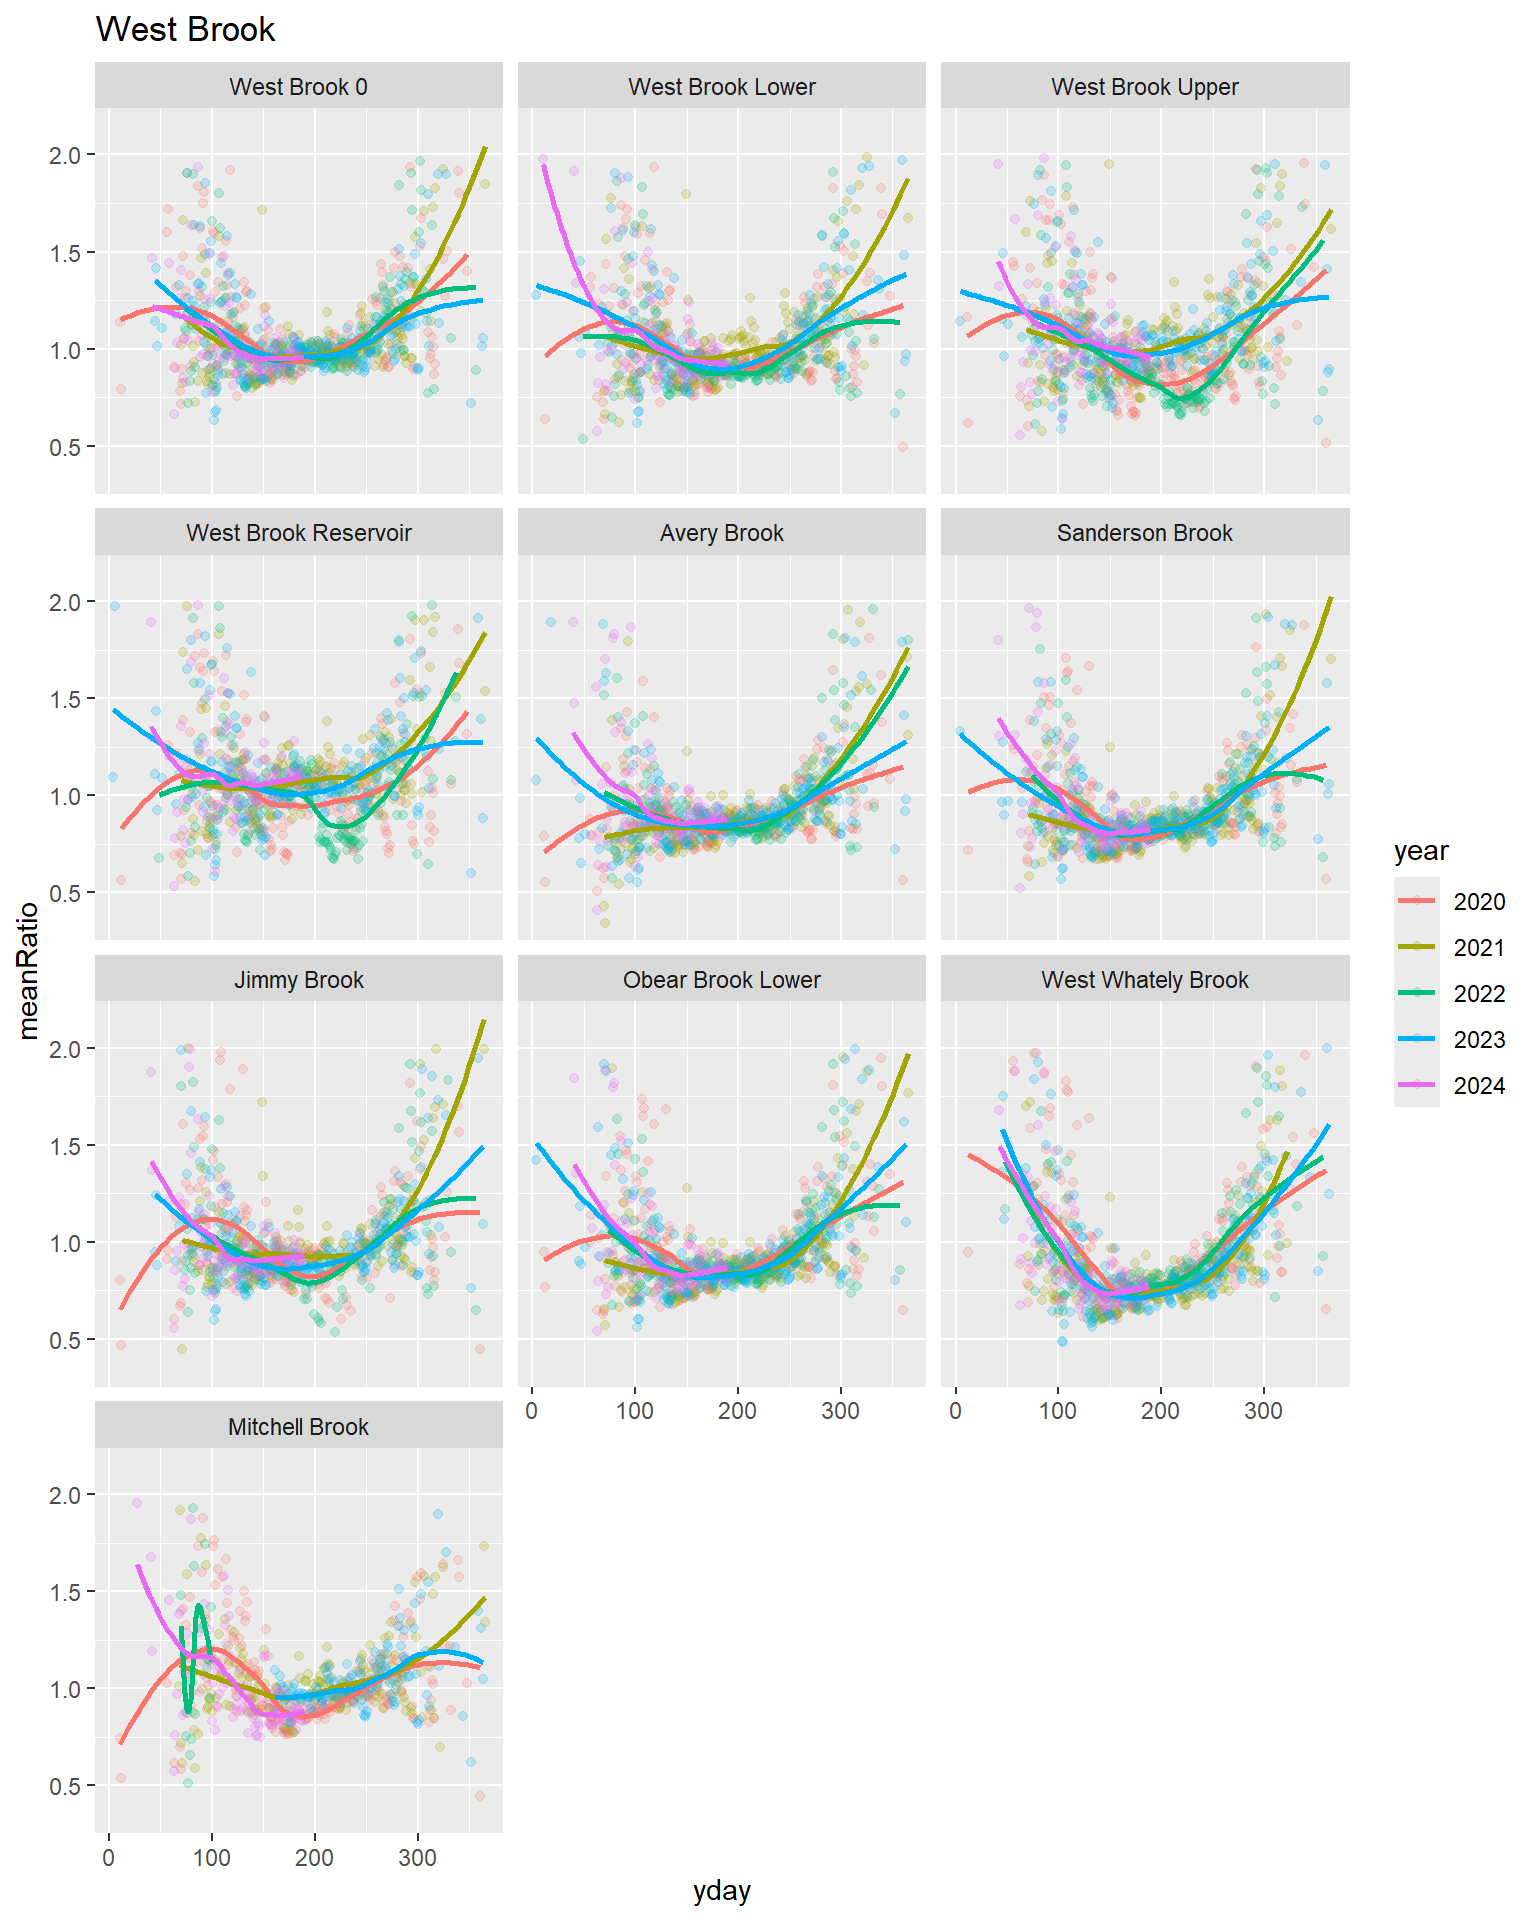 West Brook
West Brook 0
West Brook Lower
West Brook Upper
2.0
1.5
1.0
0.5
West Brook Reservoir
Avery Brook
Sanderson Brook
2.0
1.5
1.0
0.5
Jimmy Brook
Obear Brook Lower
West Whately Brook
2.0
1.5
1.0
0.5
0 100 200 300
0 100 200 300
Mitchell Brook
2.0
1.5
1.0
0.5
0 100 200 300
meanRatio
yday
year
2020
2021
2022
2023
2024